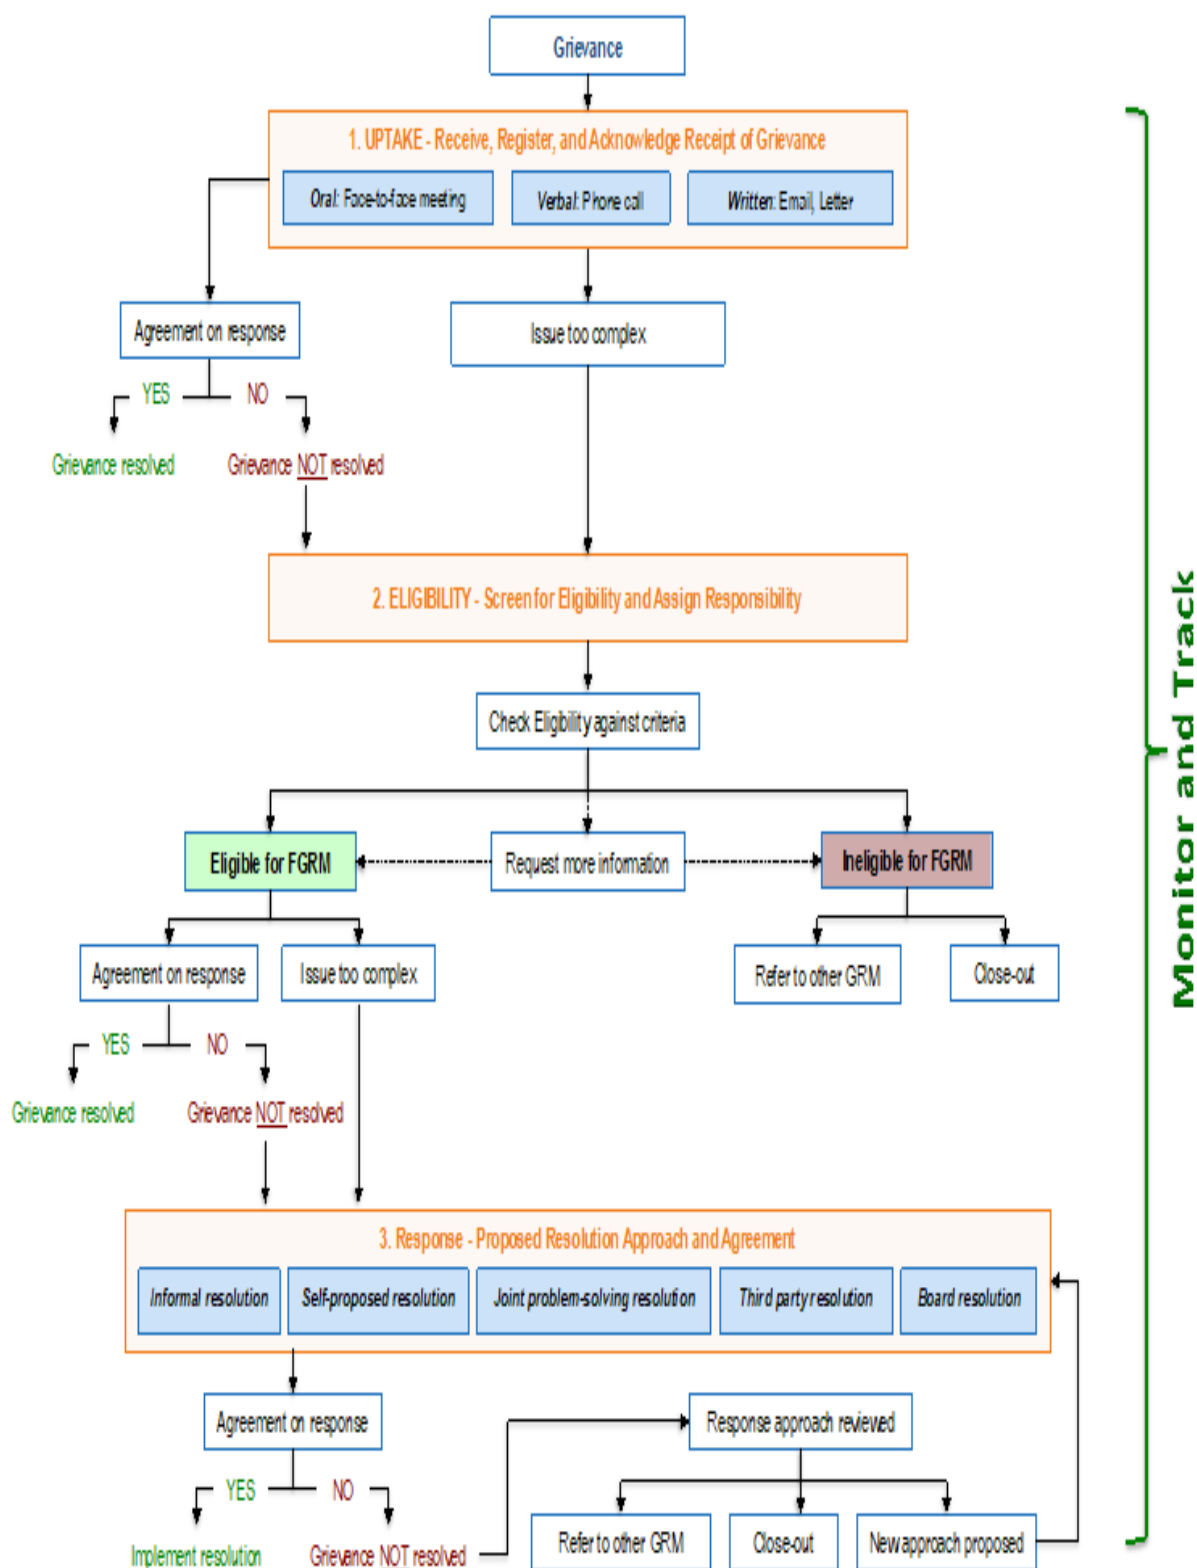 Grievance
1. UPTAKE - Receive, Register, and Acknowledge Receipt of Grievance
Oral: Face-to-face meeting
Verbal: Phone call
Written: Email, Letter
Agreement on response
Issue too complex
YES
NO
Grievance resolved
Grievance NOT resolved
2. ELIGIBILITY - Screen for Eligibility and Assign Responsibility
Check Eligibility against criteria
Eligible for FGRM
Request more information
Ineligible for FGRM
Agreement on response
Issue too complex
Refer to other GRM
Close-out
YES
NO
Grievance resolved
Grievance NOT resolved
3. Response - Proposed Resolution Approach and Agreement
Informal resolution
Self-proposed resolution
Joint problem-solving resolution
Third party resolution
Board resolution
Agreement on response
Response approach reviewed
YES
NO
Implement resolution
Grievance NOT resolved
Refer to other GRM
Close-out
New approach proposed
Monitor and Track